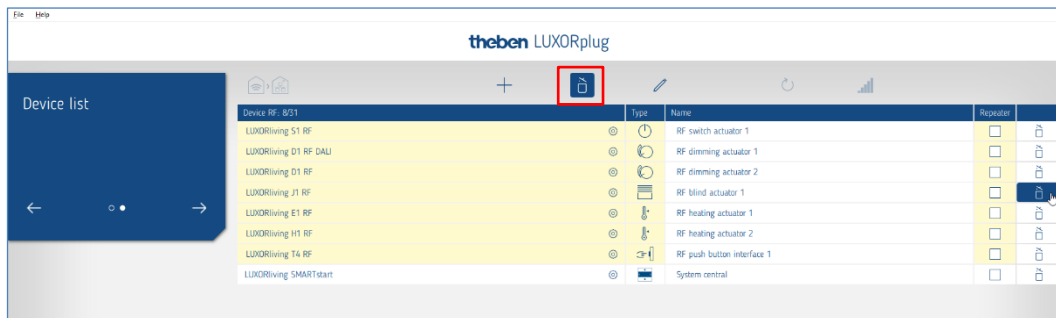 File Help
theben LUXORplug
Device list
Device RF: 8/31 Type Name Repeater
LUXORliving S1 RF RF switch actuator 1
LUXORliving D1 RF DALI RF dimming actuator 1
LUXORliving D1 RF RF dimming actuator 2
LUXORliving J1 RF RF blind actuator 1
LUXORliving E1 RF RF heating actuator 1
LUXORliving H1 RF RF heating actuator 2
LUXORliving T4 RF RF push button interface 1
LUXORliving SMARTstart System central